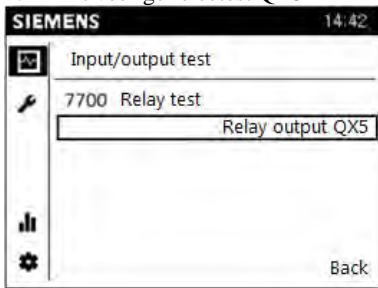 SIEMENS 14:42
Input/output test
7700 Relay test
Relay output QX5
Back